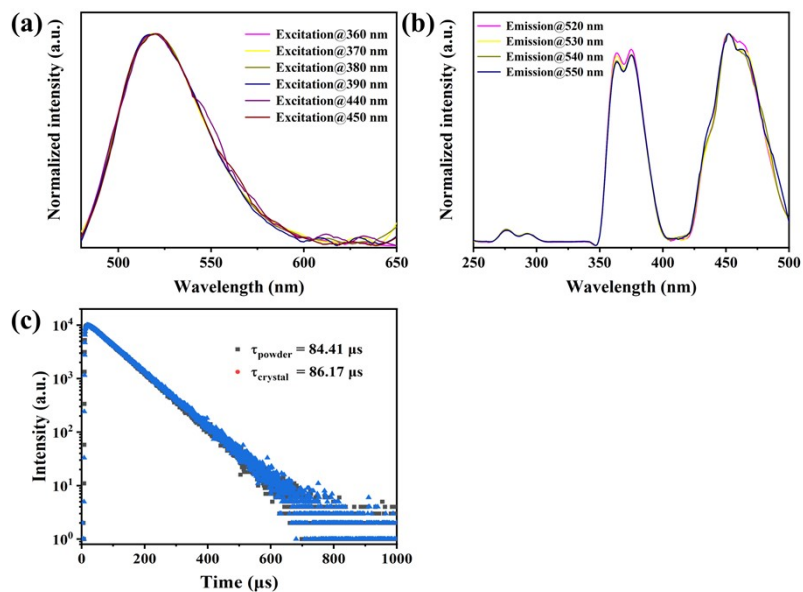 (a)
Normalized intensity (a.u.)
Excitation@360 nm
Excitation@370 nm
Excitation@380 nm
Excitation@390 nm
Excitation@440 nm
Excitation@450 nm
500 550 600 650
Wavelength (nm)
(b)
Normalized intensity (a.u.)
Emission@520 nm
Emission@530 nm
Emission@540 nm
Emission@550 nm
250 300 350 400 450 500
Wavelength (nm)
(c)
Intensity (a.u.)
10⁴
10³
10²
10¹
10⁰
τpowder = 84.41 μs
τcrystal = 86.17 μs
0 200 400 600 800 1000
Time (μs)